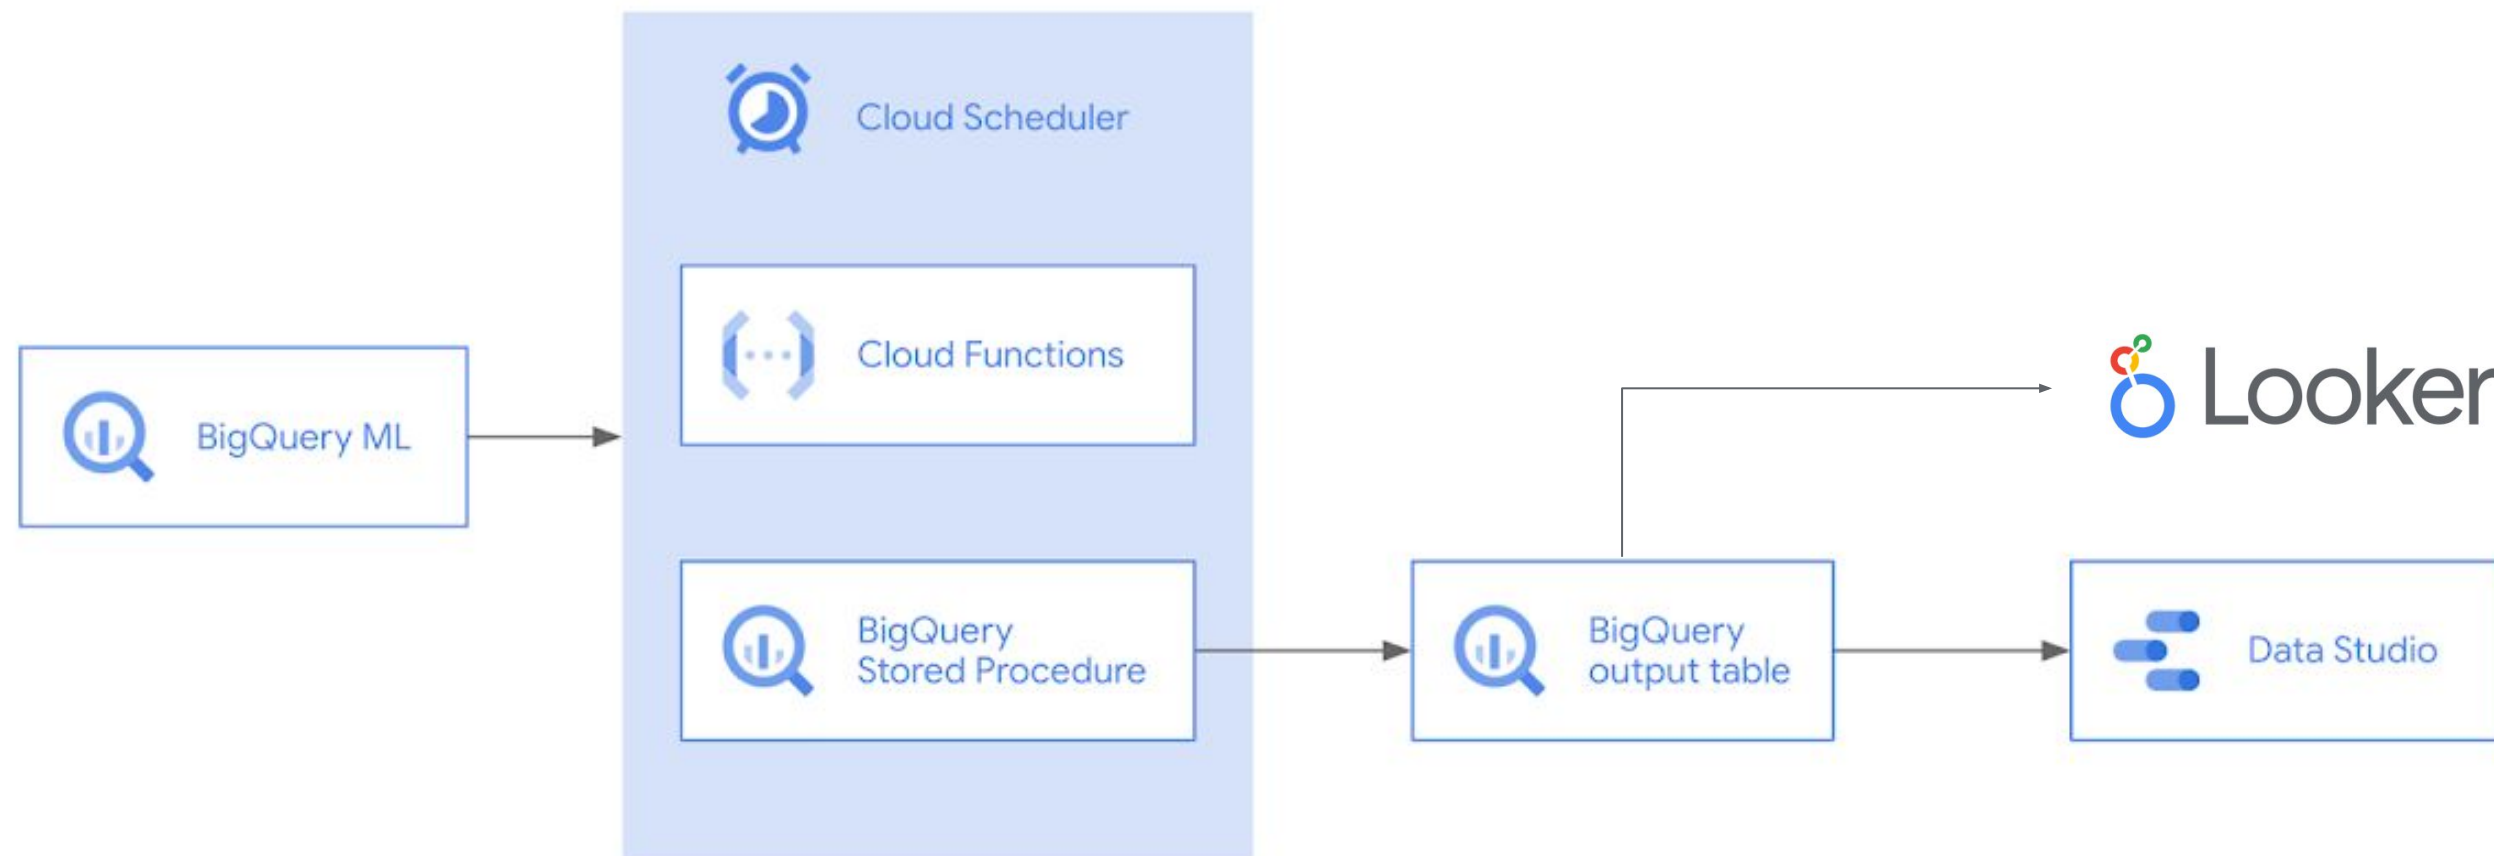 Cloud Scheduler
Cloud Functions
BigQuery ML
Looker
BigQuery
Stored Procedure
BigQuery
output table
Data Studio